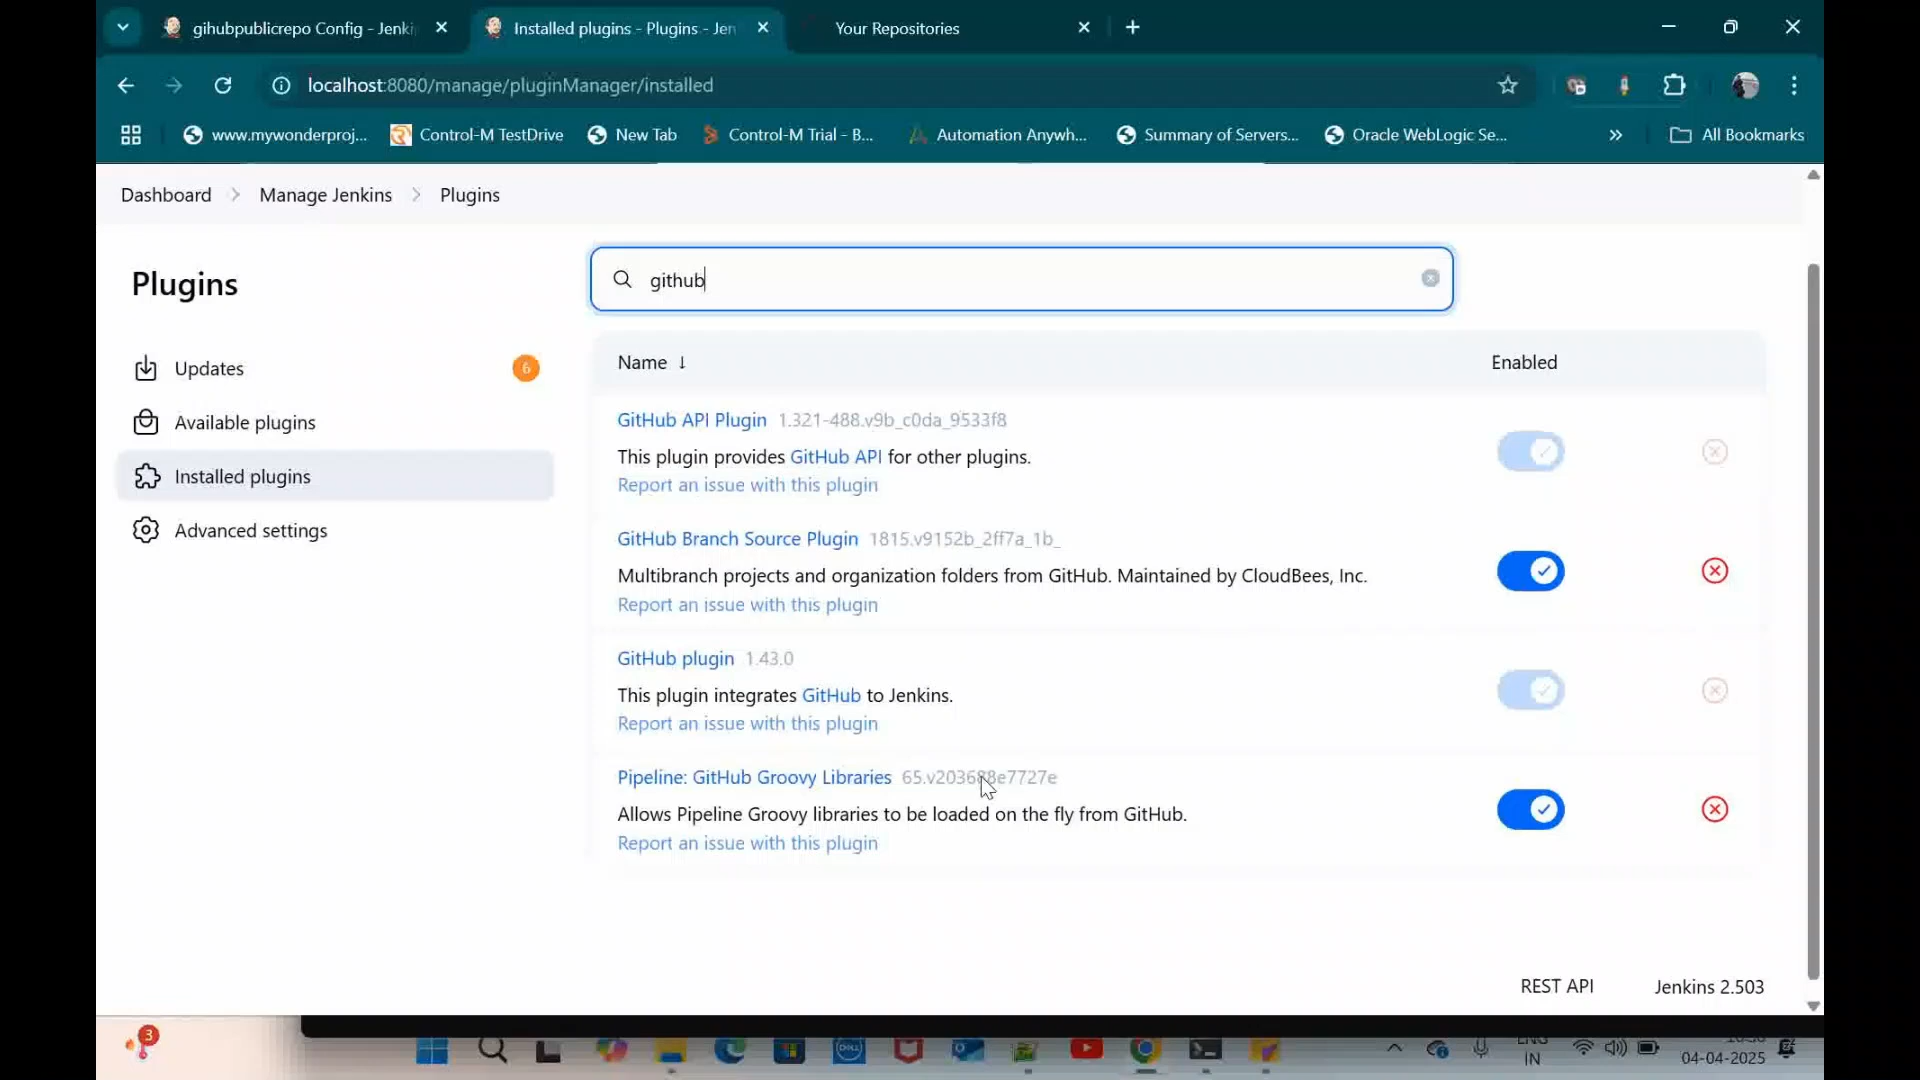 gihubpublicrepo Config - Jenki
Installed plugins - Plugins - Jen
Your Repositories
localhost:8080/manage/pluginManager/installed
www.mywonderproj...
Control-M TestDrive
New Tab
Control-M Trial - B...
Automation Anywh...
Summary of Servers...
Oracle WebLogic Se...
All Bookmarks
Dashboard
Manage Jenkins
Plugins
Plugins
github
Updates
6
Available plugins
Installed plugins
Advanced settings
Name ↓
Enabled
GitHub API Plugin 1.321-488.v9b_c0da_9533f8
This plugin provides GitHub API for other plugins.
Report an issue with this plugin
GitHub Branch Source Plugin 1815.v9152b_2ff7a_1b_
Multibranch projects and organization folders from GitHub. Maintained by CloudBees, Inc.
Report an issue with this plugin
GitHub plugin 1.43.0
This plugin integrates GitHub to Jenkins.
Report an issue with this plugin
Pipeline: GitHub Groovy Libraries 65.v203688e7727e
Allows Pipeline Groovy libraries to be loaded on the fly from GitHub.
Report an issue with this plugin
REST API
Jenkins 2.503
3
DELL
ENG
IN
04-04-2025